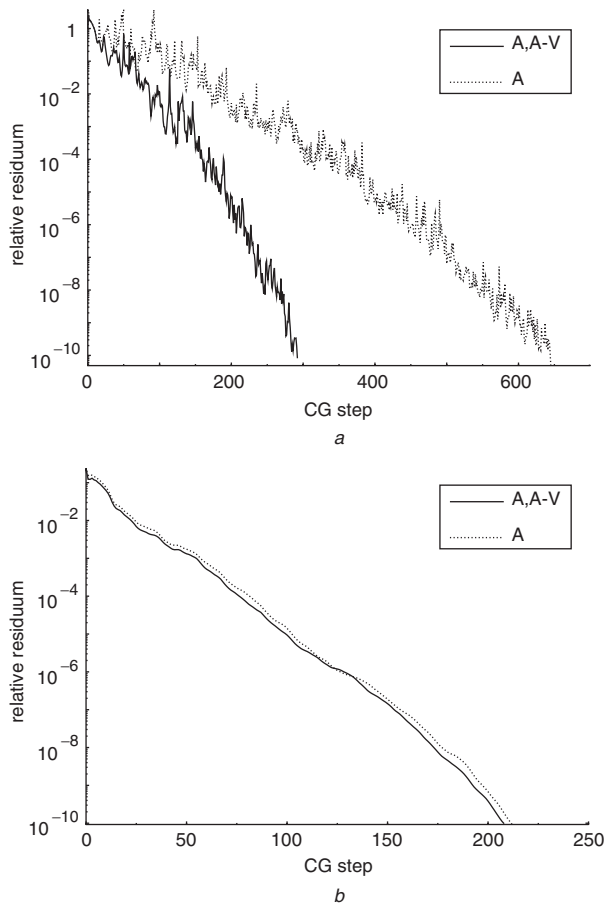 1
10⁻²
10⁻⁴
10⁻⁶
10⁻⁸
10⁻¹⁰
relative residuum
A,A-V
A
0 200 400 600
CG step
a
10⁻²
10⁻⁴
10⁻⁶
10⁻⁸
10⁻¹⁰
relative residuum
A,A-V
A
0 50 100 150 200 250
CG step
b